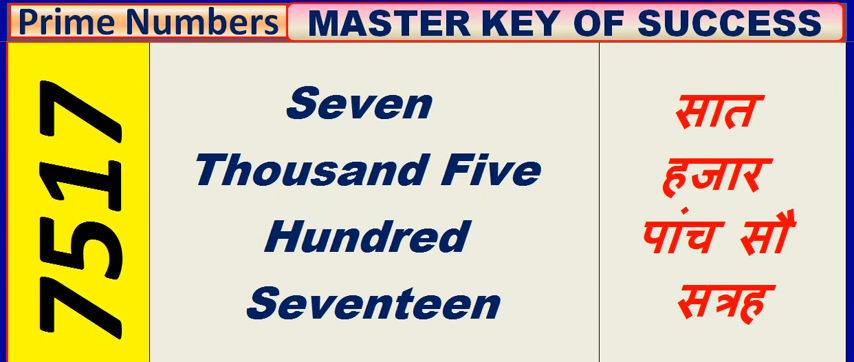 Prime Numbers
MASTER KEY OF SUCCESS
7517
Seven
Thousand Five
Hundred
Seventeen
सात
हजार
पांच सौ
सत्रह